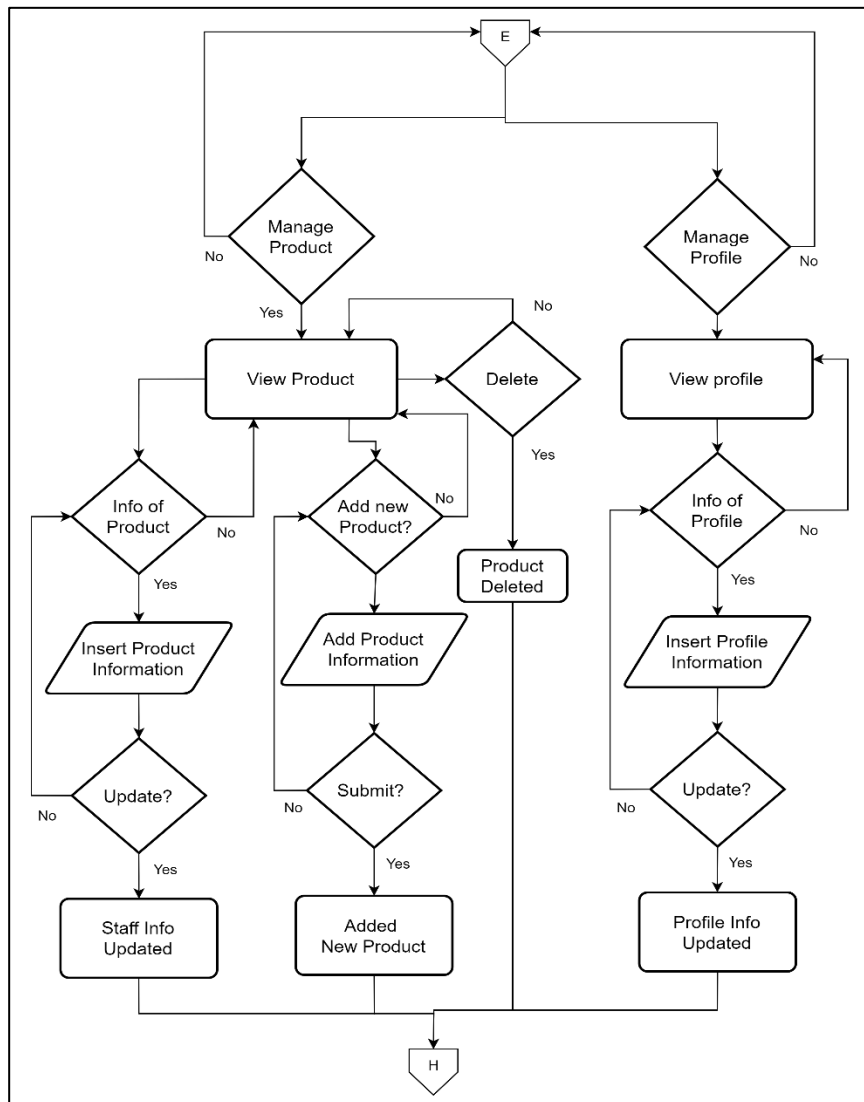 E
Manage
Product
Manage
Profile
No
No
Yes
Yes
No
View Product
Delete
View profile
Yes
Info of
Product
No
Add new
Product?
No
Info of
Profile
No
Product
Deleted
Yes
Yes
Insert Product
Information
Add Product
Information
Insert Profile
Information
Update?
No
Submit?
No
Update?
No
Yes
Yes
Yes
Staff Info
Updated
Added
New Product
Profile Info
Updated
H